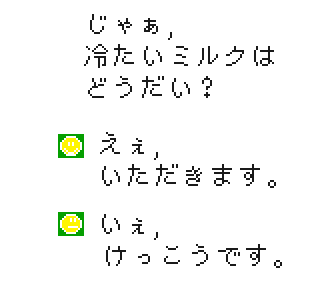 じゃぁ,
冷たいミルクは
どうだい?
えぇ,
いただきます。
いぇ,
けっこうです。